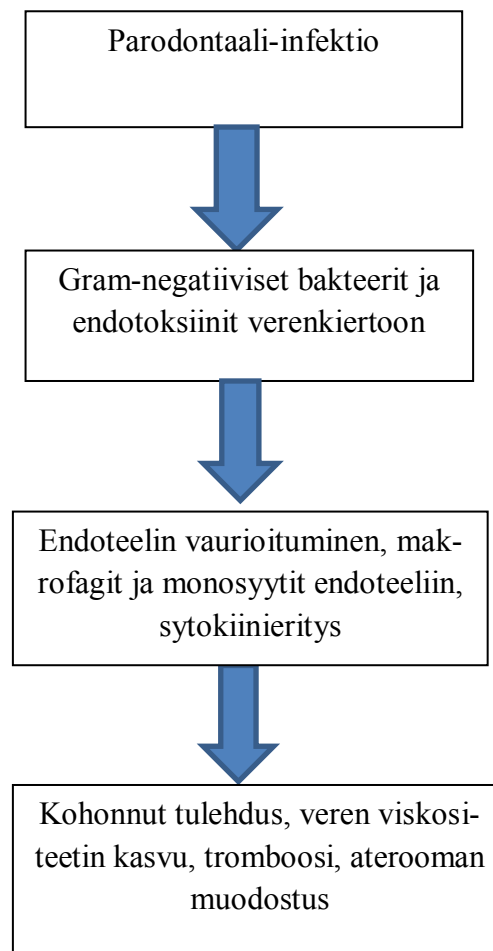 Parodontaali-infektio
Gram-negatiiviset bakteerit ja
endotoksiinit verenkiertoon
Endoteelin vaurioituminen, mak-
rofagit ja monosyytit endoteeliin,
sytokiinieritys
Kohonnut tulehdus, veren viskosi-
teetin kasvu, tromboosi, aterooman
muodostus